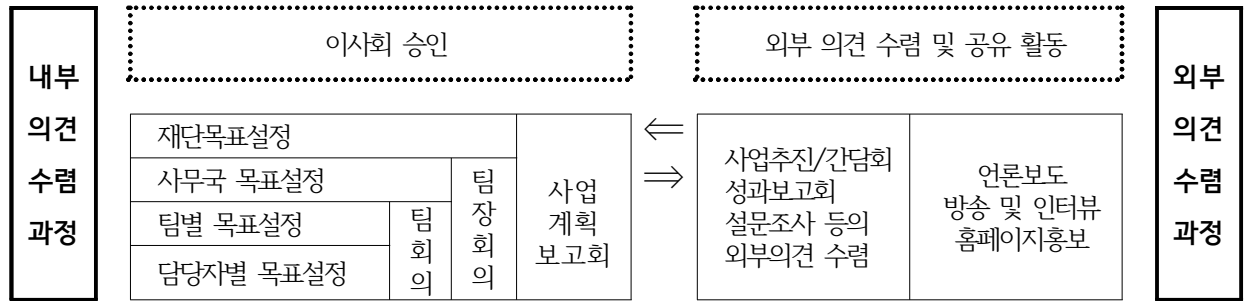 내부
의견
수렴
과정
이사회 승인
재단목표설정
사무국 목표설정
팀별 목표설정
담당자별 목표설정
팀
회
의
팀
장
회
의
사업
계획
보고회
⇐
⇒
외부 의견 수렴 및 공유 활동
사업추진/간담회
성과보고회
설문조사 등의
외부의견 수렴
언론보도
방송 및 인터뷰
홈페이지홍보
외부
의견
수렴
과정